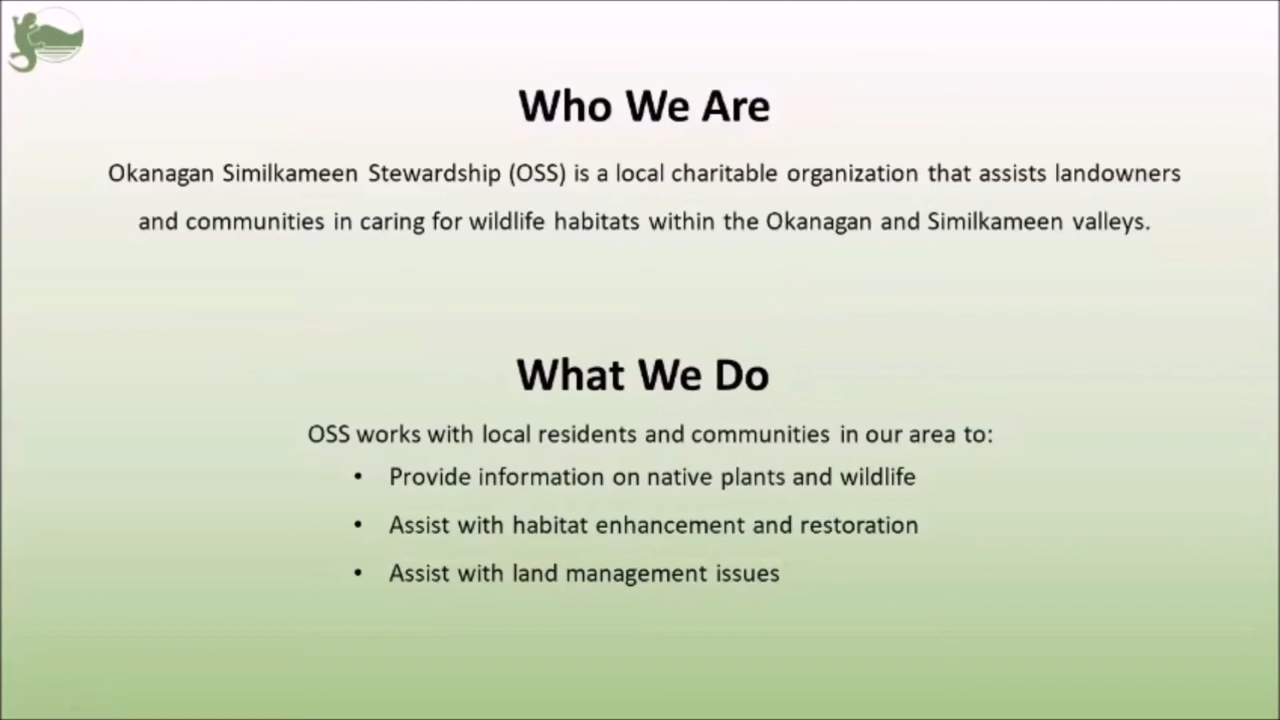 Who We Are
Okanagan Similkameen Stewardship (OSS) is a local charitable organization that assists landowners
and communities in caring for wildlife habitats within the Okanagan and Similkameen valleys.
What We Do
OSS works with local residents and communities in our area to:
• Provide information on native plants and wildlife
• Assist with habitat enhancement and restoration
• Assist with land management issues